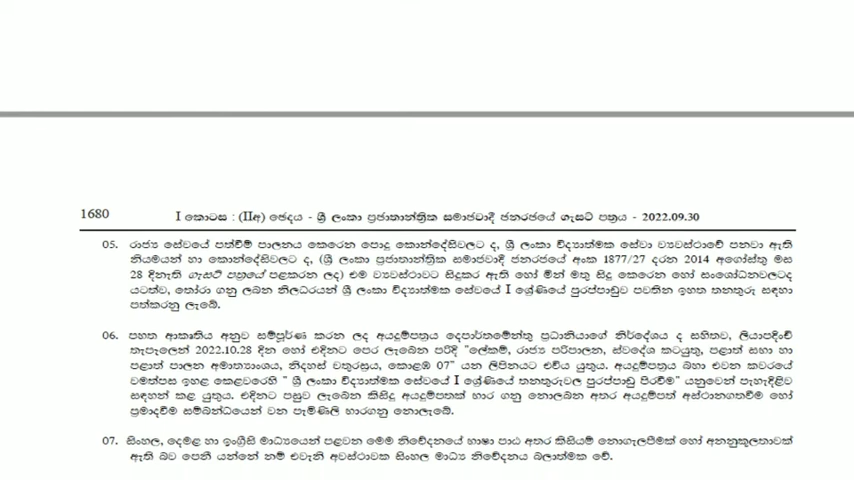 1680
I කොටස : (IIඅ) ඡෙදය - ශ්‍රී ලංකා ප්‍රජාතාන්ත්‍රික සමාජවාදී ජනරජයේ ගැසට් පත්‍රය - 2022.09.30
05. රාජ්‍ය සේවයේ පත්වීම් පාලනය කෙරෙන පොදු කොන්දේසිවලට ද, ශ්‍රී ලංකා විද්‍යාත්මක සේවා ව්‍යවස්ථාවේ පනවා ඇති
නියමයන් හා කොන්දේසිවලට ද, (ශ්‍රී ලංකා ප්‍රජාතාන්ත්‍රික සමාජවාදී ජනරජයේ අංක 1877/27 දරන 2014 අගෝස්තු මස
28 දිනැති ගැසට් පත්‍රයේ පළකරන ලද) එම ව්‍යවස්ථාවට සිදුකර ඇති හෝ මින් මතු සිදු කෙරෙන හෝ සංශෝධනවලටද
යටත්ව, තෝරා ගනු ලබන නිලධරයන් ශ්‍රී ලංකා විද්‍යාත්මක සේවයේ I ශ්‍රේණියේ පුරප්පාඩුව පවතින ඉහත තනතුරු සඳහා
පත්කරනු ලැබේ.
06. පහත ආකෘතිය අනුව සම්පූර්ණ කරන ලද අයදුම්පත්‍රය දෙපාර්තමේන්තු ප්‍රධානියාගේ නිර්දේශය ද සහිතව, ලියාපදිංචි
තැපෑලෙන් 2022.10.28 දින හෝ එදිනට පෙර ලැබෙන පරිදි "ලේකම්, රාජ්‍ය පරිපාලන, ස්වදේශ කටයුතු, පළාත් සභා හා
පළාත් පාලන අමාත්‍යාංශය, නිදහස් චතුරස්‍රය, කොළඹ 07" යන ලිපිනයට එවිය යුතුය. අයදුම්පත්‍රය බහා එවන කවරයේ
වම්පස ඉහළ කෙළවරෙහි " ශ්‍රී ලංකා විද්‍යාත්මක සේවයේ I ශ්‍රේණියේ තනතුරුවල පුරප්පාඩු පිරවීම" යනුවෙන් පැහැදිළිව
සඳහන් කළ යුතුය. එදිනට පසුව ලැබෙන කිසිදු අයදුම්පතක් භාර ගනු නොලබන අතර අයදුම්පත් අස්ථානගතවීම හෝ
ප්‍රමාදවීම සම්බන්ධයෙන් වන පැමිණිලි භාරගනු නොලැබේ.
07. සිංහල, දෙමළ හා ඉංග්‍රීසි මාධ්‍යයෙන් පළවන මෙම නිවේදනයේ භාෂා පාඨ අතර කිසියම් නොගැලපීමක් හෝ අනනුකූලතාවක්
ඇති බව පෙනී යන්නේ නම් එවැනි අවස්ථාවක සිංහල මාධ්‍ය නිවේදනය බලාත්මක වේ.